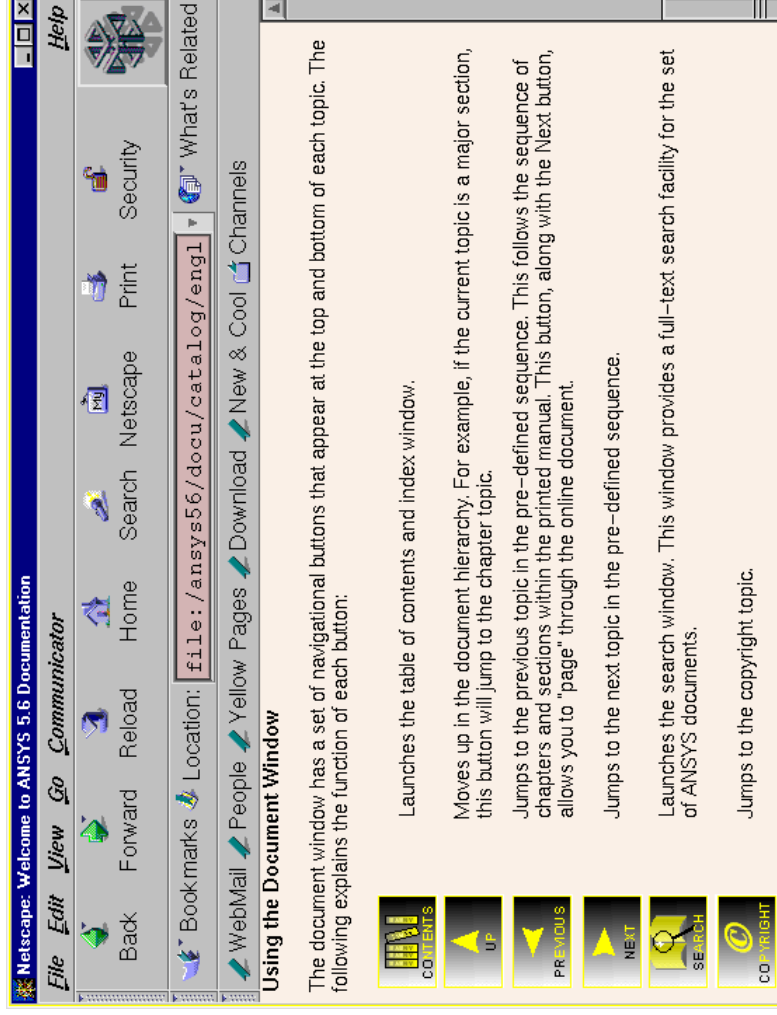 Netscape: Welcome to ANSYS 5.6 Documentation
File Edit View Go Communicator Help
Back Forward Reload Home Search Netscape Print Security
My
Bookmarks Location: file:/ansys56/docu/catalog/engl What's Related
WebMail People Yellow Pages Download New & Cool Channels
Using the Document Window
The document window has a set of navigational buttons that appear at the top and bottom of each topic. The
following explains the function of each button:
CONTENTS
Launches the table of contents and index window.
UP
Moves up in the document hierarchy. For example, if the current topic is a major section,
this button will jump to the chapter topic.
PREVIOUS
Jumps to the previous topic in the pre-defined sequence. This follows the sequence of
chapters and sections within the printed manual. This button, along with the Next button,
allows you to "page" through the online document.
NEXT
Jumps to the next topic in the pre-defined sequence.
SEARCH
Launches the search window. This window provides a full-text search facility for the set
of ANSYS documents.
©
COPYRIGHT
Jumps to the copyright topic.